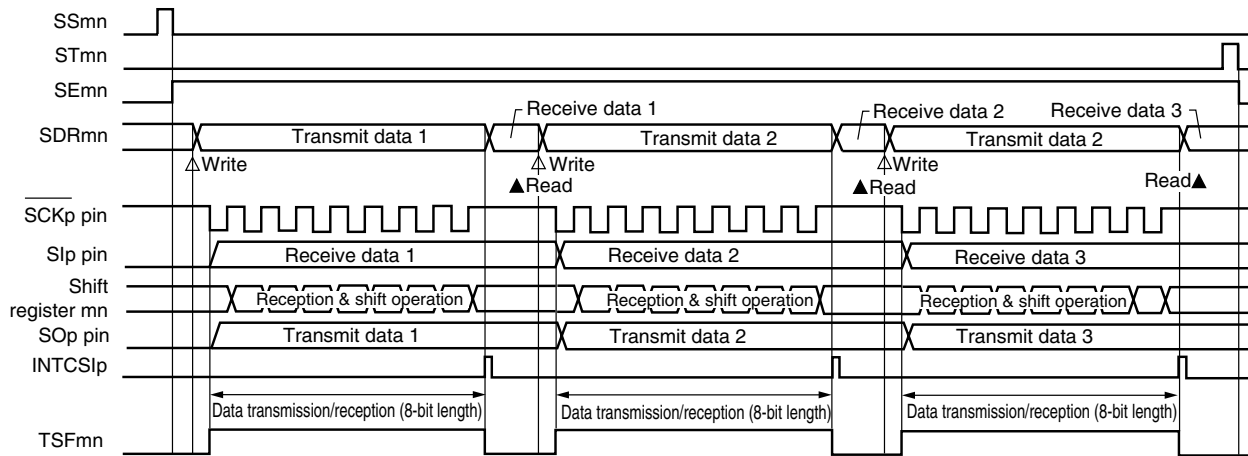 SSmn
STmn
SEmn
Receive data 1
Receive data 2
Receive data 3
SDRmn
Transmit data 1
Transmit data 2
Transmit data 2
△Write
△Write
△Write
▲Read
▲Read
Read▲
SCKp pin
SIp pin
Receive data 1
Receive data 2
Receive data 3
Shift
register mn
Reception & shift operation
Reception & shift operation
Reception & shift operation
SOp pin
Transmit data 1
Transmit data 2
Transmit data 3
INTCSIp
Data transmission/reception (8-bit length)
Data transmission/reception (8-bit length)
Data transmission/reception (8-bit length)
TSFmn